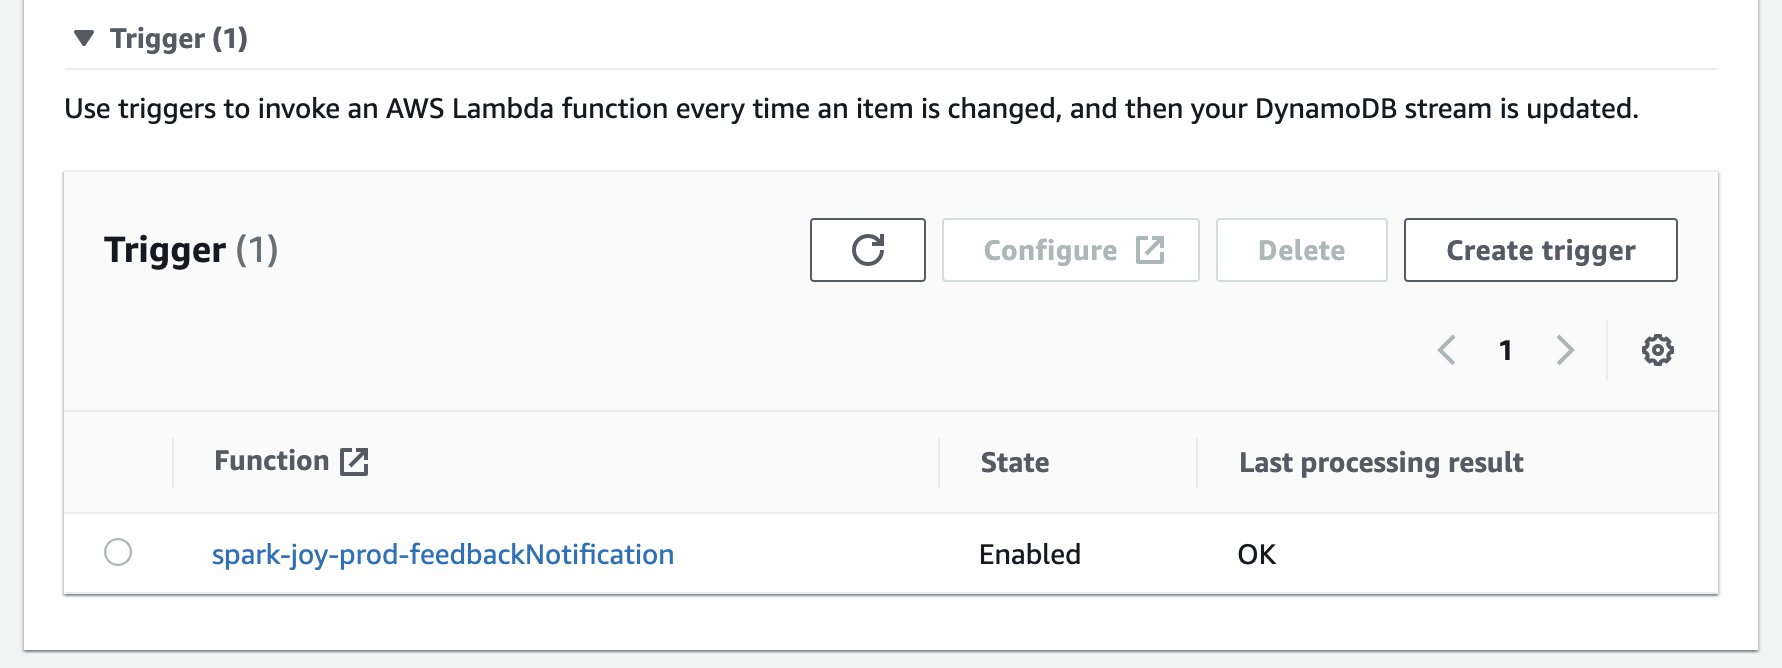 Trigger (1)
Use triggers to invoke an AWS Lambda function every time an item is changed, and then your DynamoDB stream is updated.
Trigger (1)
Configure
Delete
Create trigger
1
Function
State
Last processing result
spark-joy-prod-feedbackNotification
Enabled
OK